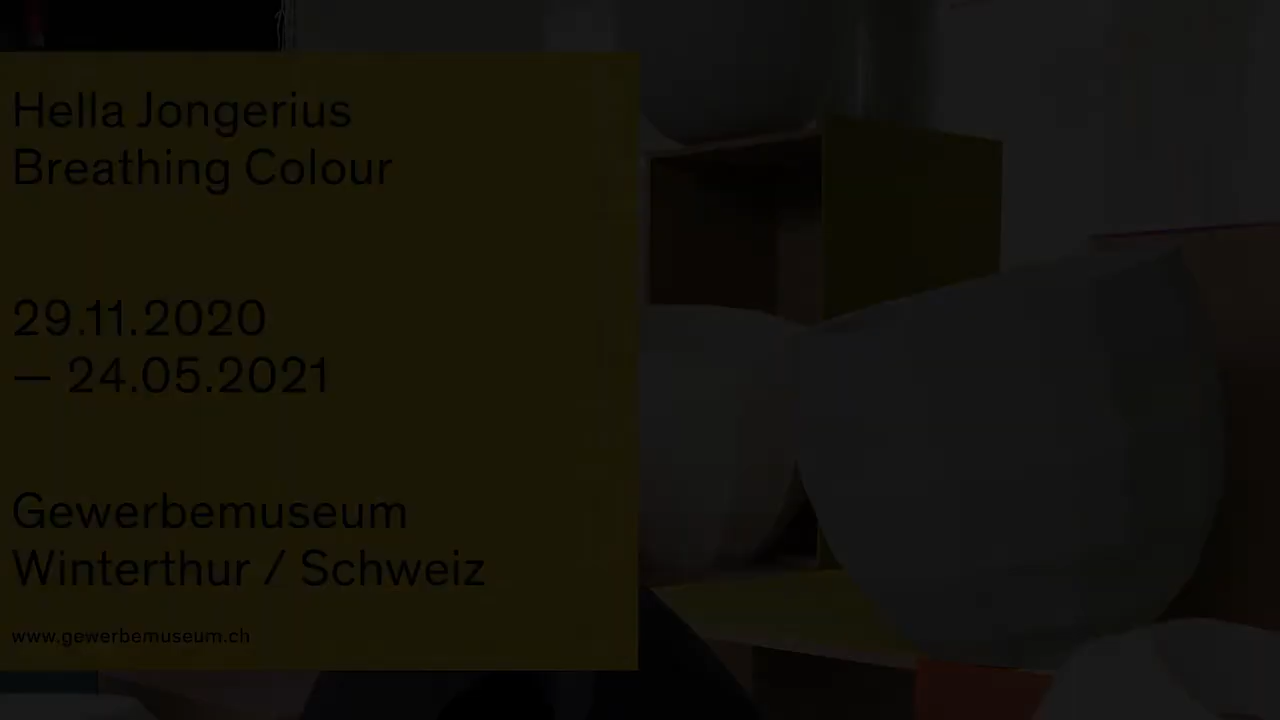 Hella Jongerius
Breathing Colour
29.11.2020
— 24.05.2021
Gewerbemuseum
Winterthur / Schweiz
www.gewerbemuseum.ch